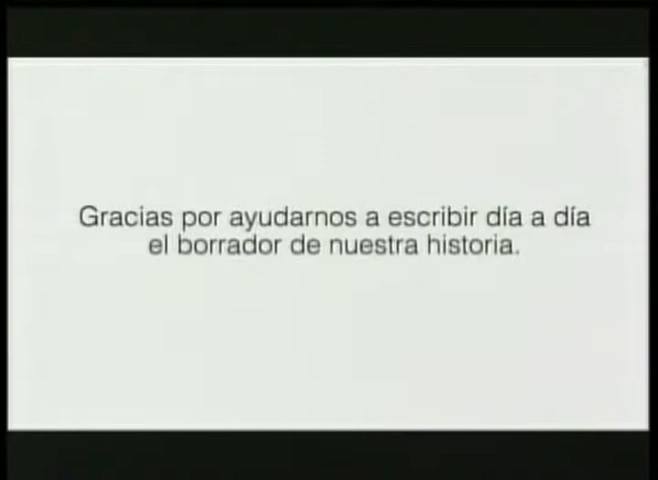 Gracias por ayudarnos a escribir día a día
el borrador de nuestra historia.